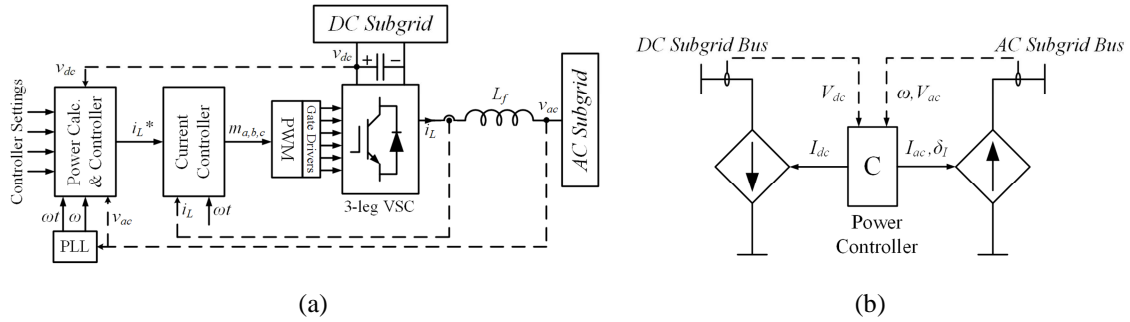 DC Subgrid
v_dc
+ −
v_dc
Controller Settings
Power Calc.
& Controller
i_L*
Current
Controller
m_a,b,c
PWM
Gate Drivers
3-leg VSC
i_L
L_f
v_ac
AC Subgrid
ωt
ω
v_ac
i_L
ωt
PLL
(a)
DC Subgrid Bus
AC Subgrid Bus
V_dc
ω,V_ac
I_dc
C
I_ac,δ_I
Power
Controller
(b)